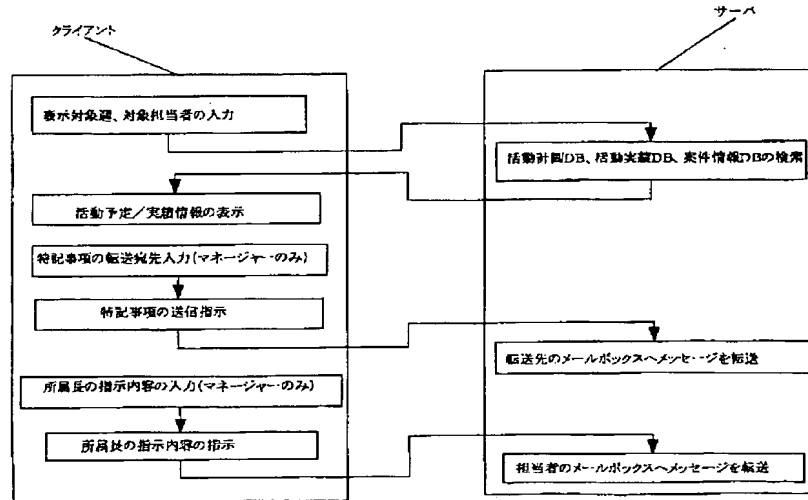 クライアント
サーバ
表示対象週、対象担当者の入力
活動計画DB、活動実績DB、案件情報DBの検索
活動予定/実績情報の表示
特記事項の転送宛先入力(マネージャーのみ)
特記事項の送信指示
転送先のメールボックスへメッセージを転送
所属長の指示内容の入力(マネージャーのみ)
所属長の指示内容の指示
担当者のメールボックスへメッセージを転送